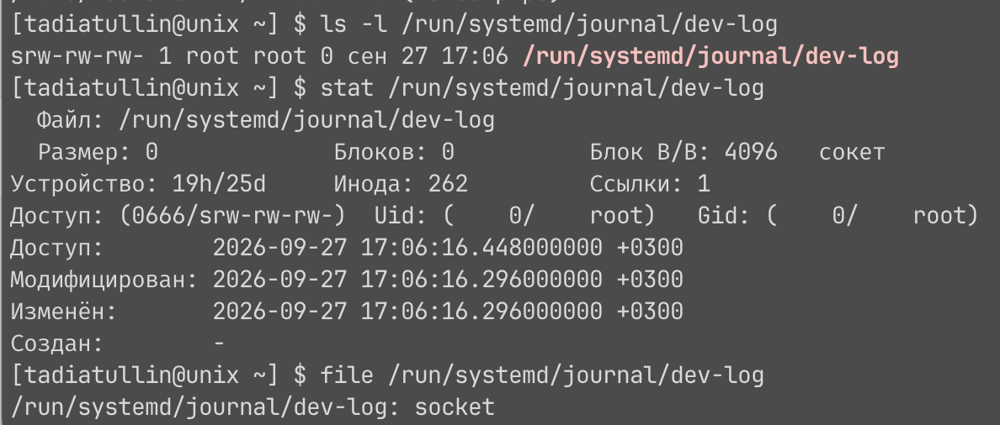 [tadiatullin@unix ~] $ ls -l /run/systemd/journal/dev-log
srw-rw-rw- 1 root root 0 сен 27 17:06 /run/systemd/journal/dev-log
[tadiatullin@unix ~] $ stat /run/systemd/journal/dev-log
  Файл: /run/systemd/journal/dev-log
  Размер: 0             Блоков: 0          Блок В/В: 4096   сокет
Устройство: 19h/25d     Инода: 262         Ссылки: 1
Доступ: (0666/srw-rw-rw-)  Uid: (    0/    root)   Gid: (    0/    root)
Доступ:        2026-09-27 17:06:16.448000000 +0300
Модифицирован: 2026-09-27 17:06:16.296000000 +0300
Изменён:       2026-09-27 17:06:16.296000000 +0300
Создан:        -
[tadiatullin@unix ~] $ file /run/systemd/journal/dev-log
/run/systemd/journal/dev-log: socket